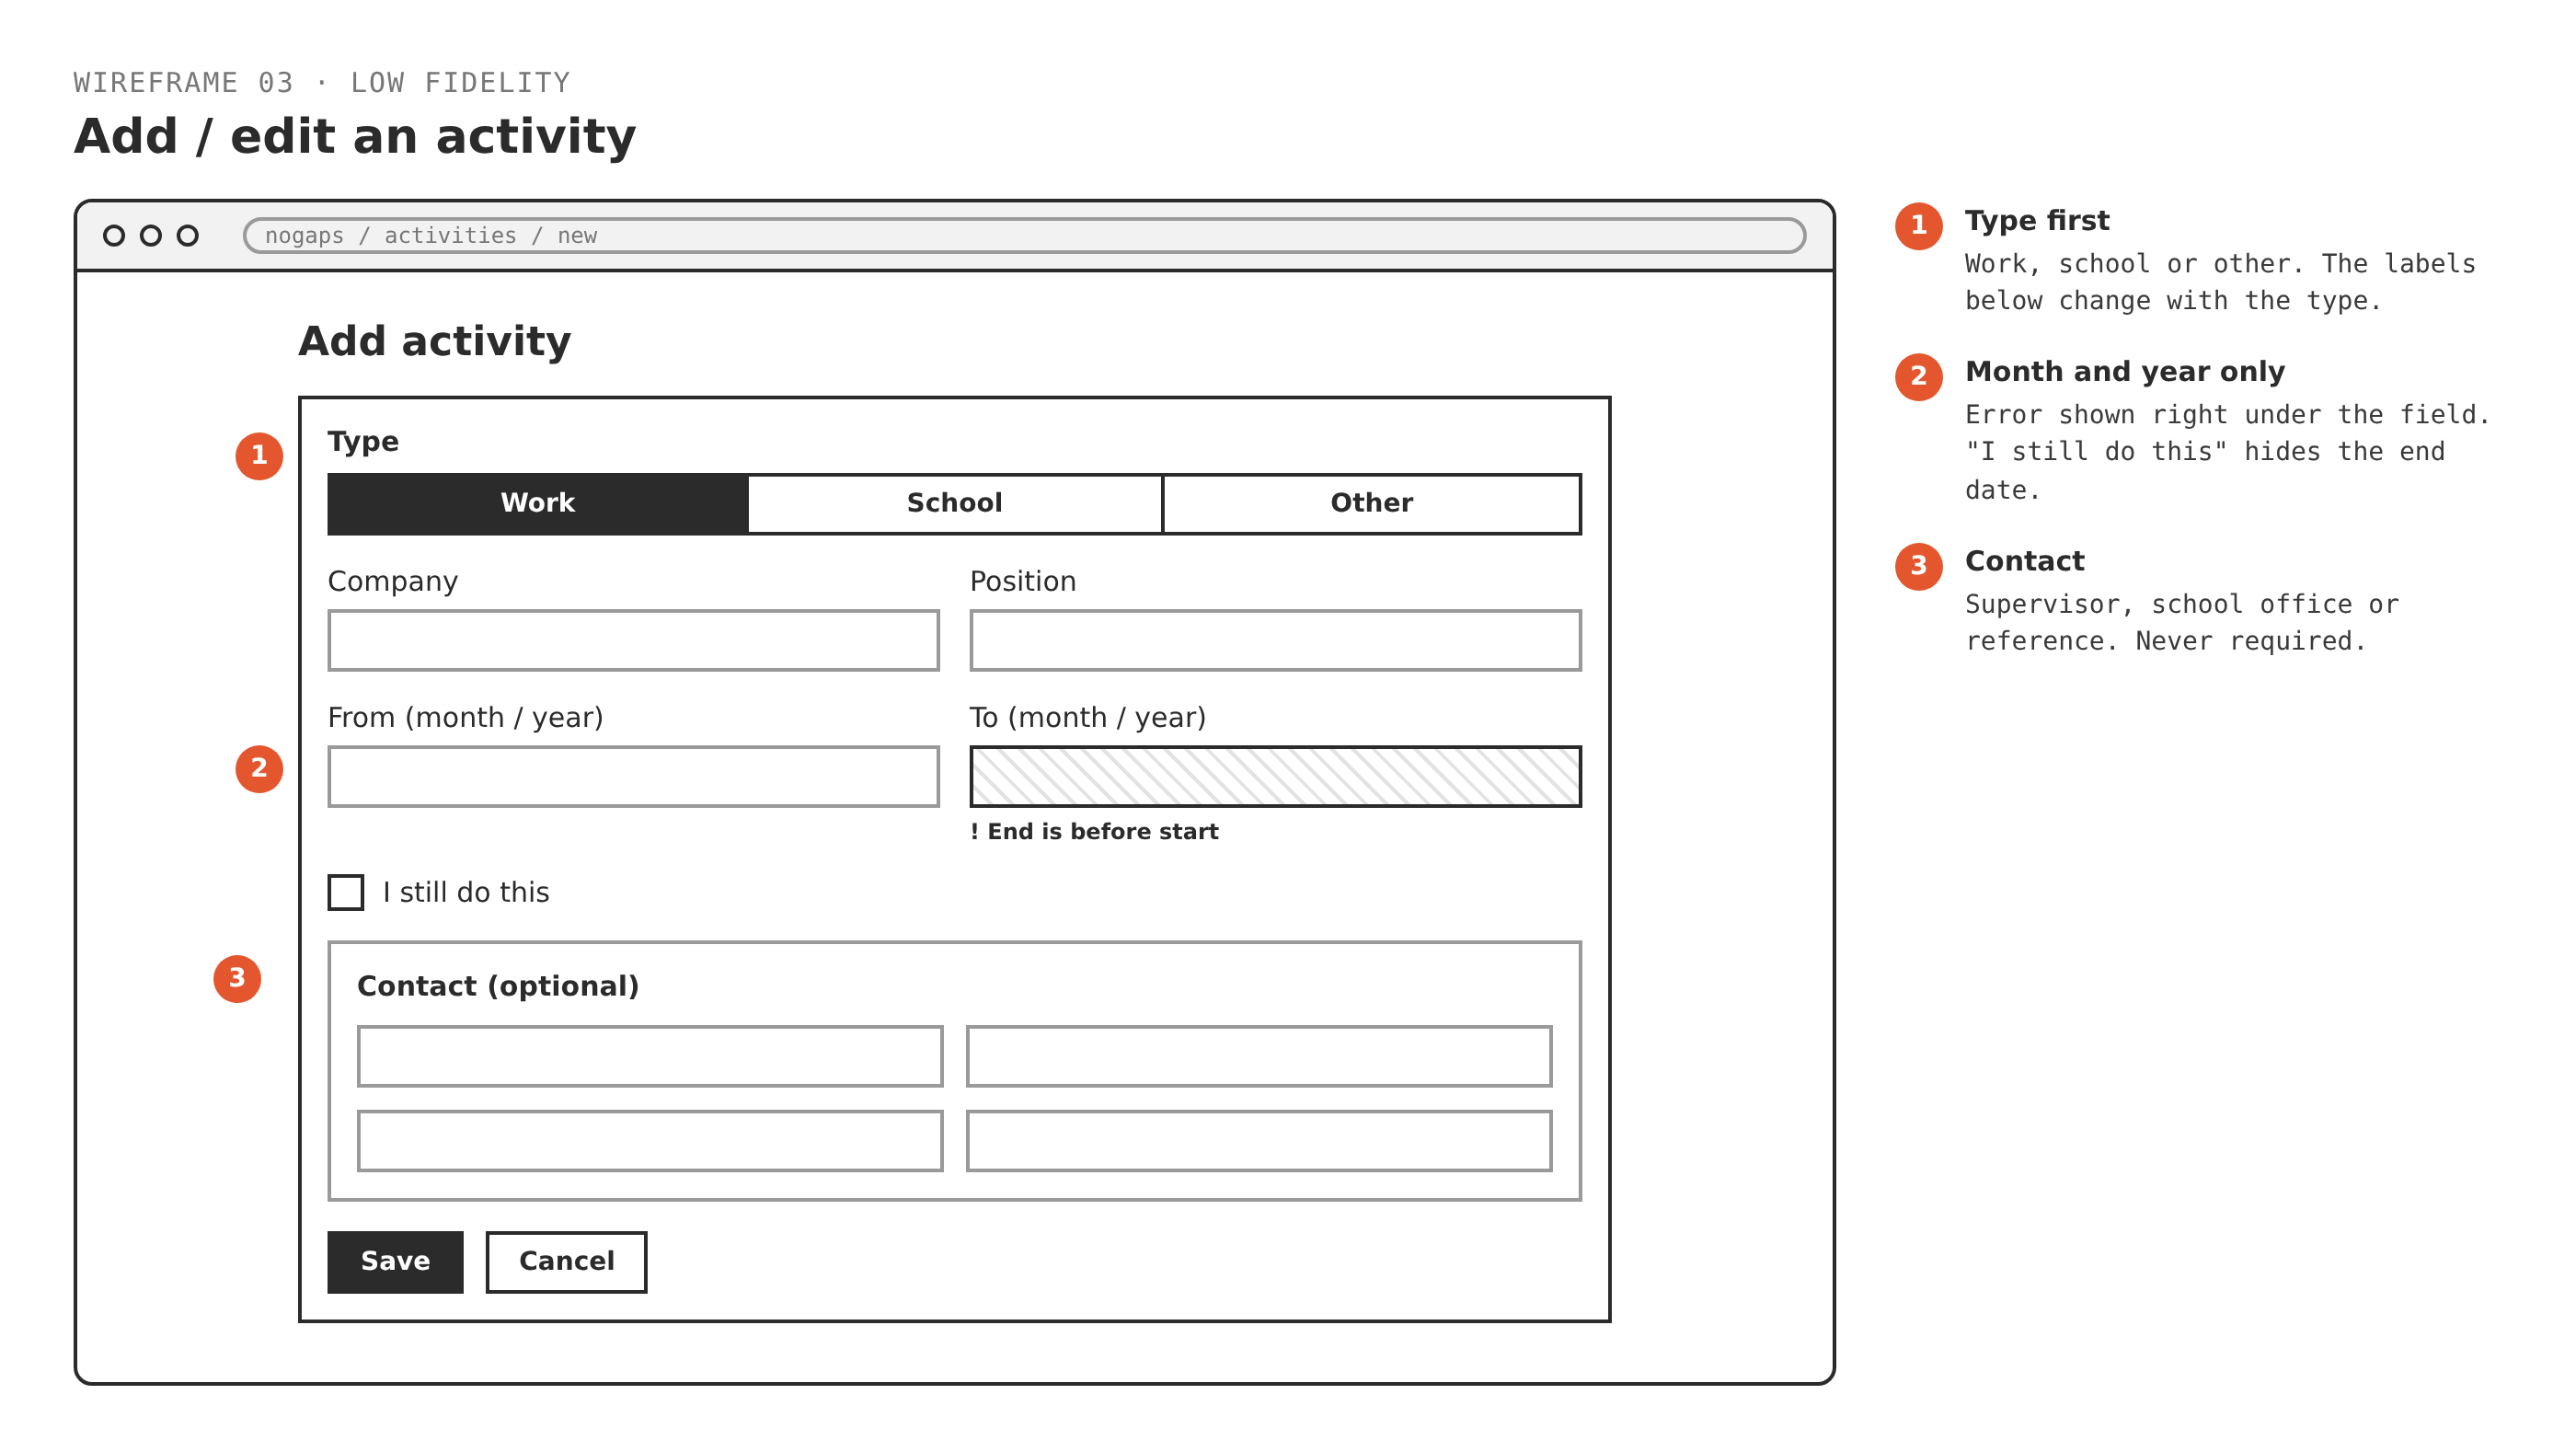 WIREFRAME 03 · LOW FIDELITY
Add / edit an activity
nogaps / activities / new
Add activity
1
Type
Work
School
Other
Company
Position
2
From (month / year)
To (month / year)
! End is before start
I still do this
3
Contact (optional)
Save
Cancel
1
Type first
Work, school or other. The labels
below change with the type.
2
Month and year only
Error shown right under the field.
"I still do this" hides the end
date.
3
Contact
Supervisor, school office or
reference. Never required.